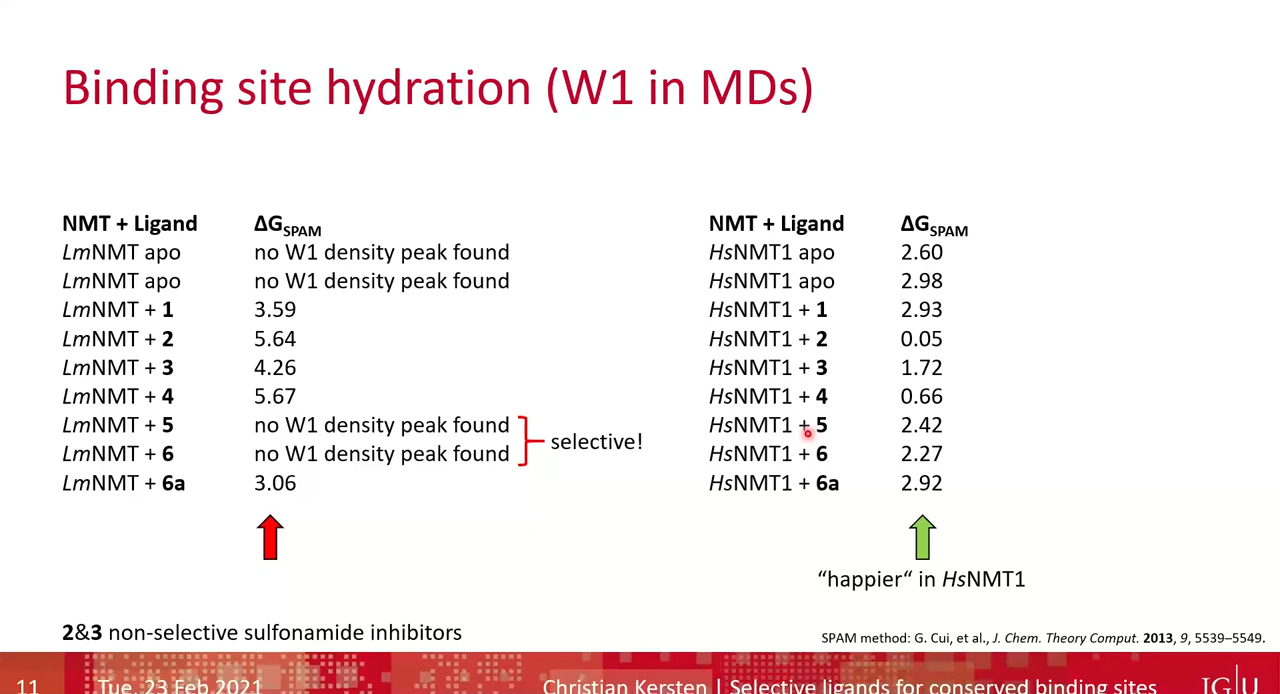 Binding site hydration (W1 in MDs)
NMT + Ligand ΔGSPAM
LmNMT apo no W1 density peak found
LmNMT apo no W1 density peak found
LmNMT + 1 3.59
LmNMT + 2 5.64
LmNMT + 3 4.26
LmNMT + 4 5.67
LmNMT + 5 no W1 density peak found
LmNMT + 6 no W1 density peak found
LmNMT + 6a 3.06
selective!
NMT + Ligand ΔGSPAM
HsNMT1 apo 2.60
HsNMT1 apo 2.98
HsNMT1 + 1 2.93
HsNMT1 + 2 0.05
HsNMT1 + 3 1.72
HsNMT1 + 4 0.66
HsNMT1 + 5 2.42
HsNMT1 + 6 2.27
HsNMT1 + 6a 2.92
“happier“ in HsNMT1
2&3 non-selective sulfonamide inhibitors
SPAM method: G. Cui, et al., J. Chem. Theory Comput. 2013, 9, 5539–5549.
11 Tue, 23 Feb 2021 Christian Kersten | Selective ligands for conserved binding sites JG|U